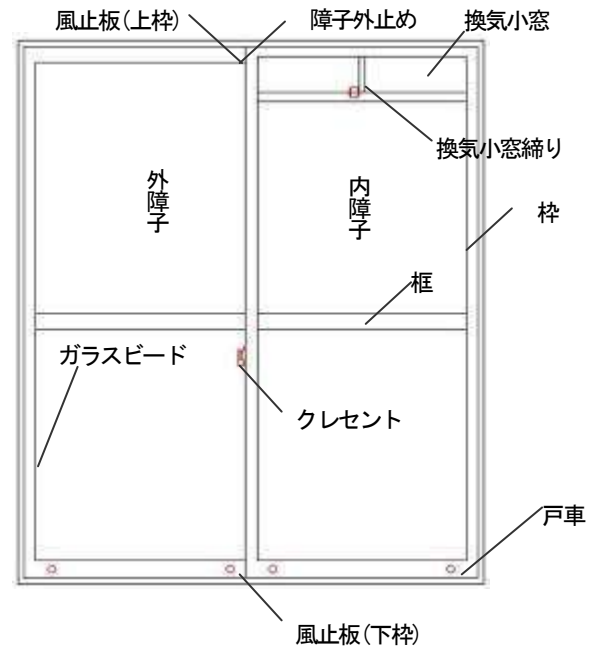 風止板(上枠)
障子外止め
換気小窓
換気小窓締り
外障子
内障子
枠
框
ガラスビード
クレセント
戸車
風止板(下枠)